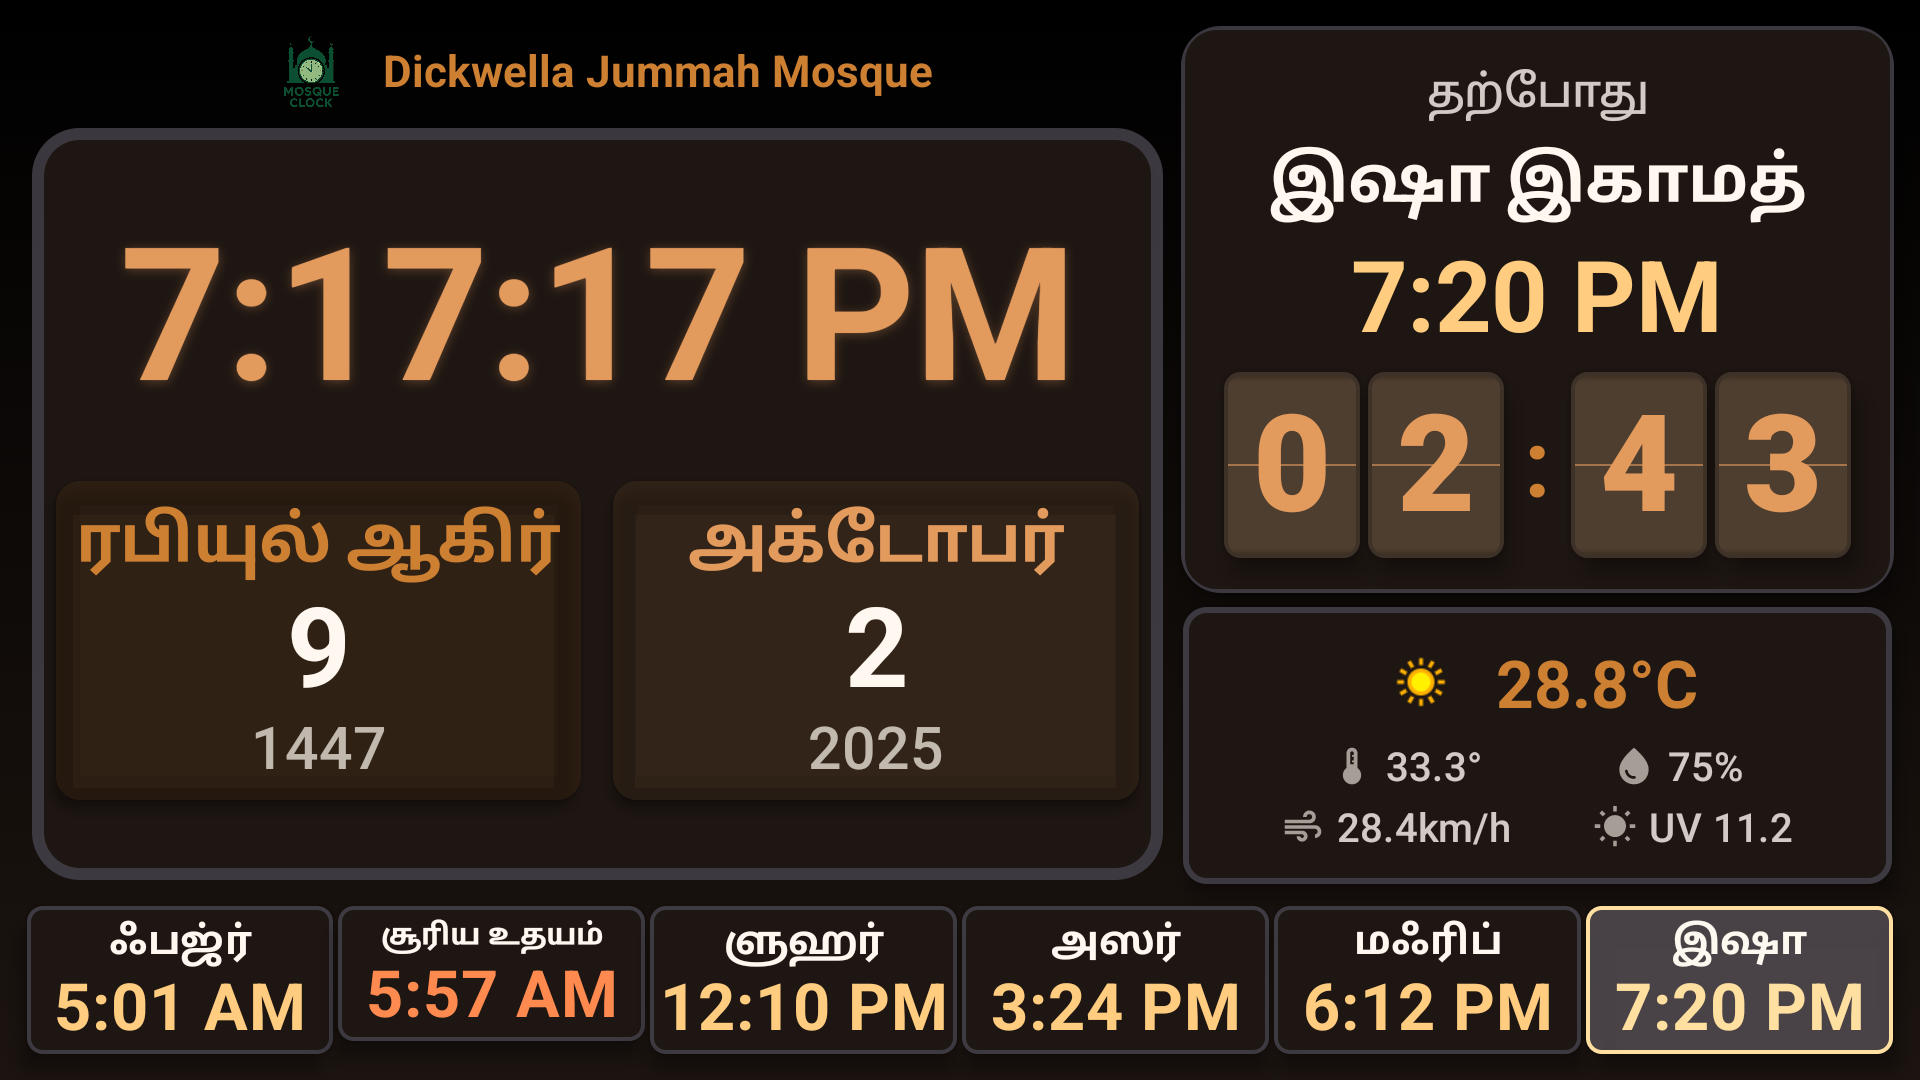 MOSQUE
CLOCK
Dickwella Jummah Mosque
7:17:17 PM
ரபியுல் ஆகிர்
9
1447
அக்டோபர்
2
2025
தற்போது
இஷா இகாமத்
7:20 PM
02:43
28.8°C
33.3°
75%
28.4km/h
UV 11.2
ஃபஜ்ர்
5:01 AM
சூரிய உதயம்
5:57 AM
ளுஹர்
12:10 PM
அஸர்
3:24 PM
மஃரிப்
6:12 PM
இஷா
7:20 PM